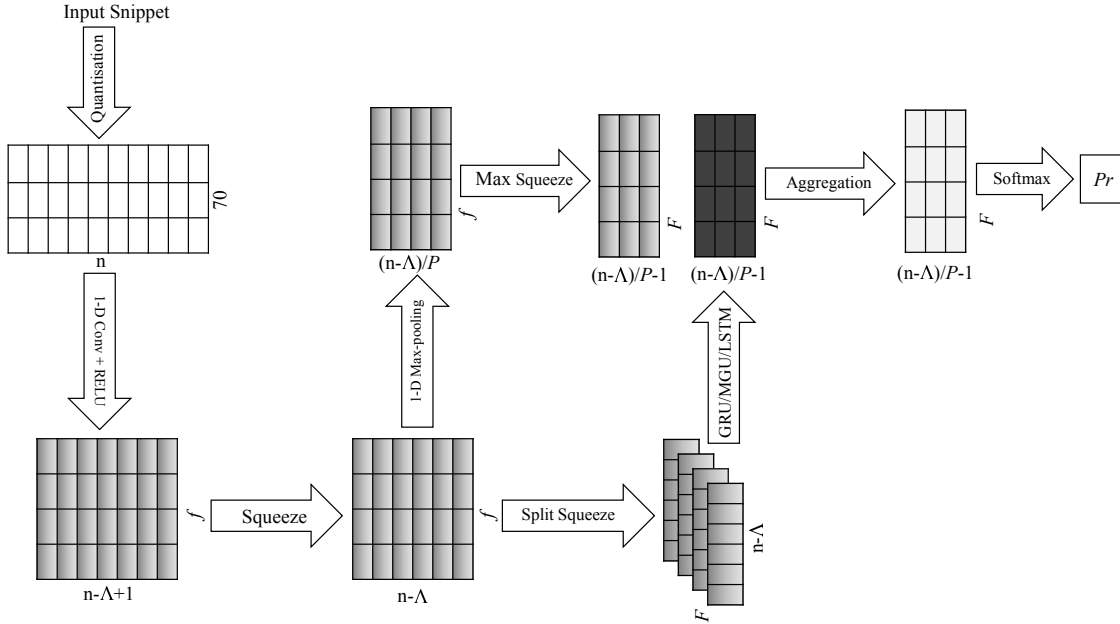 Input Snippet
Quantisation
70
n
1-D Conv + RELU
f
n-Λ+1
Squeeze
f
n-Λ
1-D Max-pooling
(n-Λ)/P
f
Max Squeeze
F
(n-Λ)/P-1
Split Squeeze
n-Λ
F
GRU/MGU/LSTM
F
(n-Λ)/P-1
Aggregation
F
(n-Λ)/P-1
Softmax
Pr